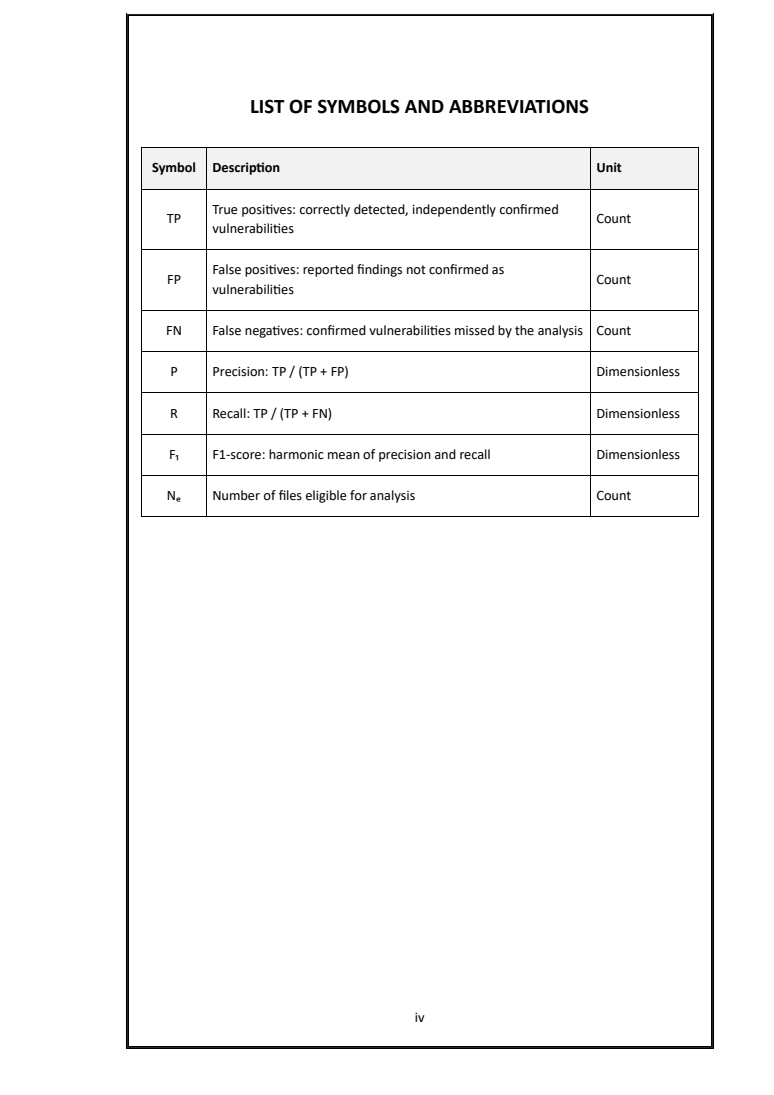 LIST OF SYMBOLS AND ABBREVIATIONS
Symbol Description Unit
TP True positives: correctly detected, independently confirmed vulnerabilities Count
FP False positives: reported findings not confirmed as vulnerabilities Count
FN False negatives: confirmed vulnerabilities missed by the analysis Count
P Precision: TP / (TP + FP) Dimensionless
R Recall: TP / (TP + FN) Dimensionless
F₁ F1-score: harmonic mean of precision and recall Dimensionless
Nₑ Number of files eligible for analysis Count
iv